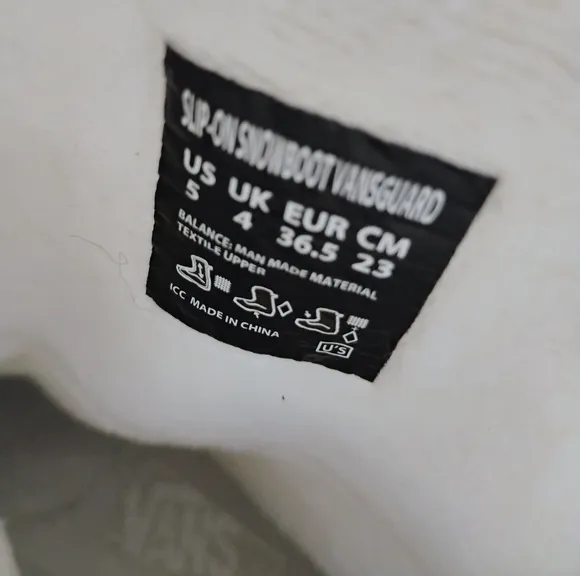 SLIP-ON SNOWBOOT VANSGUARD
US UK EUR CM
5 4 36.5 23
BALANCE: MAN MADE MATERIAL
TEXTILE UPPER
ICC MADE IN CHINA
U'S
VANS